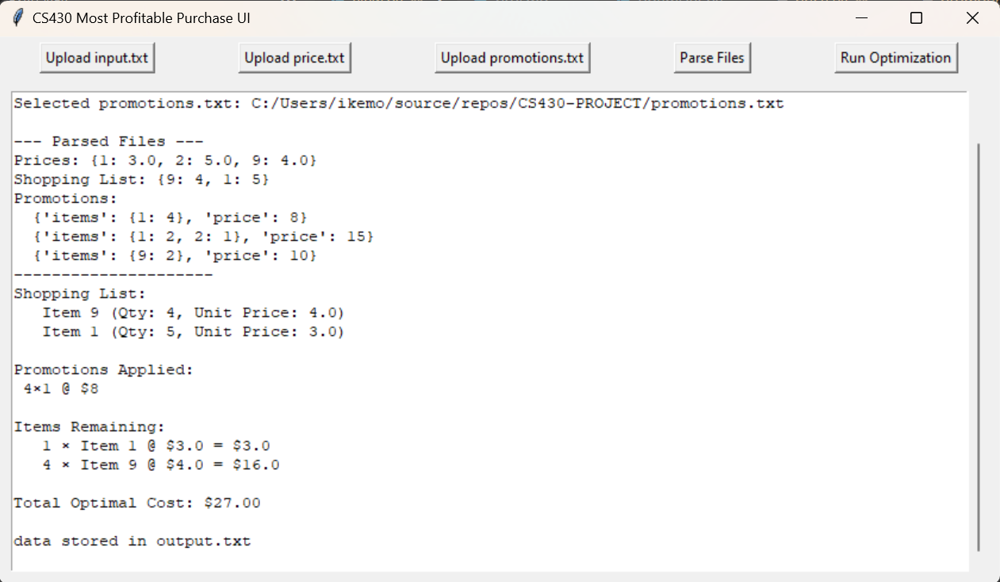 CS430 Most Profitable Purchase UI
Upload input.txt
Upload price.txt
Upload promotions.txt
Parse Files
Run Optimization
Selected promotions.txt: C:/Users/ikemo/source/repos/CS430-PROJECT/promotions.txt
--- Parsed Files ---
Prices: {1: 3.0, 2: 5.0, 9: 4.0}
Shopping List: {9: 4, 1: 5}
Promotions:
{'items': {1: 4}, 'price': 8}
{'items': {1: 2, 2: 1}, 'price': 15}
{'items': {9: 2}, 'price': 10}
---------------------
Shopping List:
Item 9 (Qty: 4, Unit Price: 4.0)
Item 1 (Qty: 5, Unit Price: 3.0)
Promotions Applied:
4×1 @ $8
Items Remaining:
1 × Item 1 @ $3.0 = $3.0
4 × Item 9 @ $4.0 = $16.0
Total Optimal Cost: $27.00
data stored in output.txt